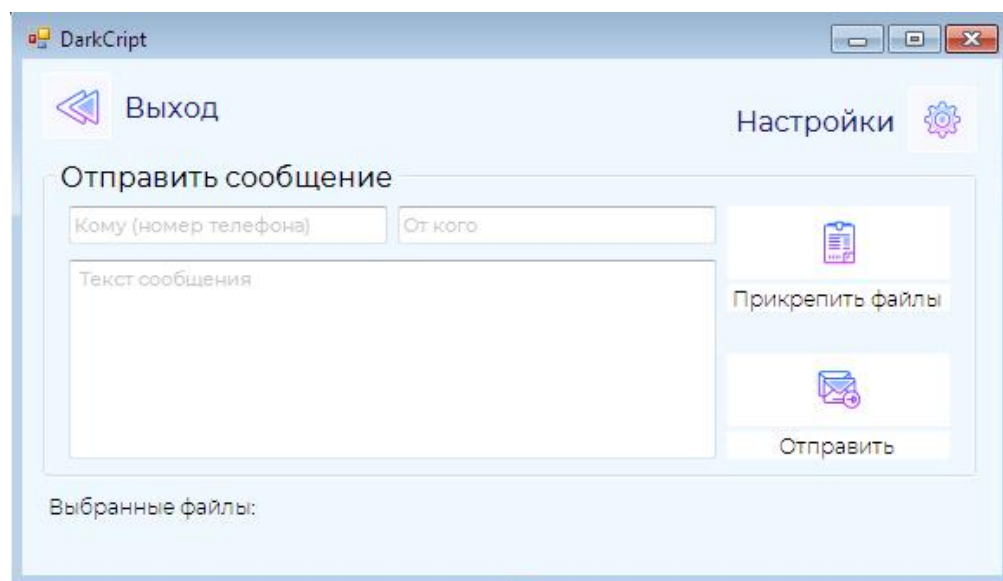 DarkCript
Выход
Настройки
Отправить сообщение
Кому (номер телефона)
От кого
Текст сообщения
Прикрепить файлы
Отправить
Выбранные файлы: